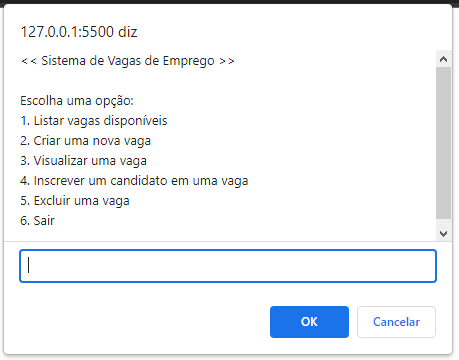 127.0.0.1:5500 diz
<< Sistema de Vagas de Emprego >>
Escolha uma opção:
1. Listar vagas disponíveis
2. Criar uma nova vaga
3. Visualizar uma vaga
4. Inscrever um candidato em uma vaga
5. Excluir uma vaga
6. Sair
OK
Cancelar